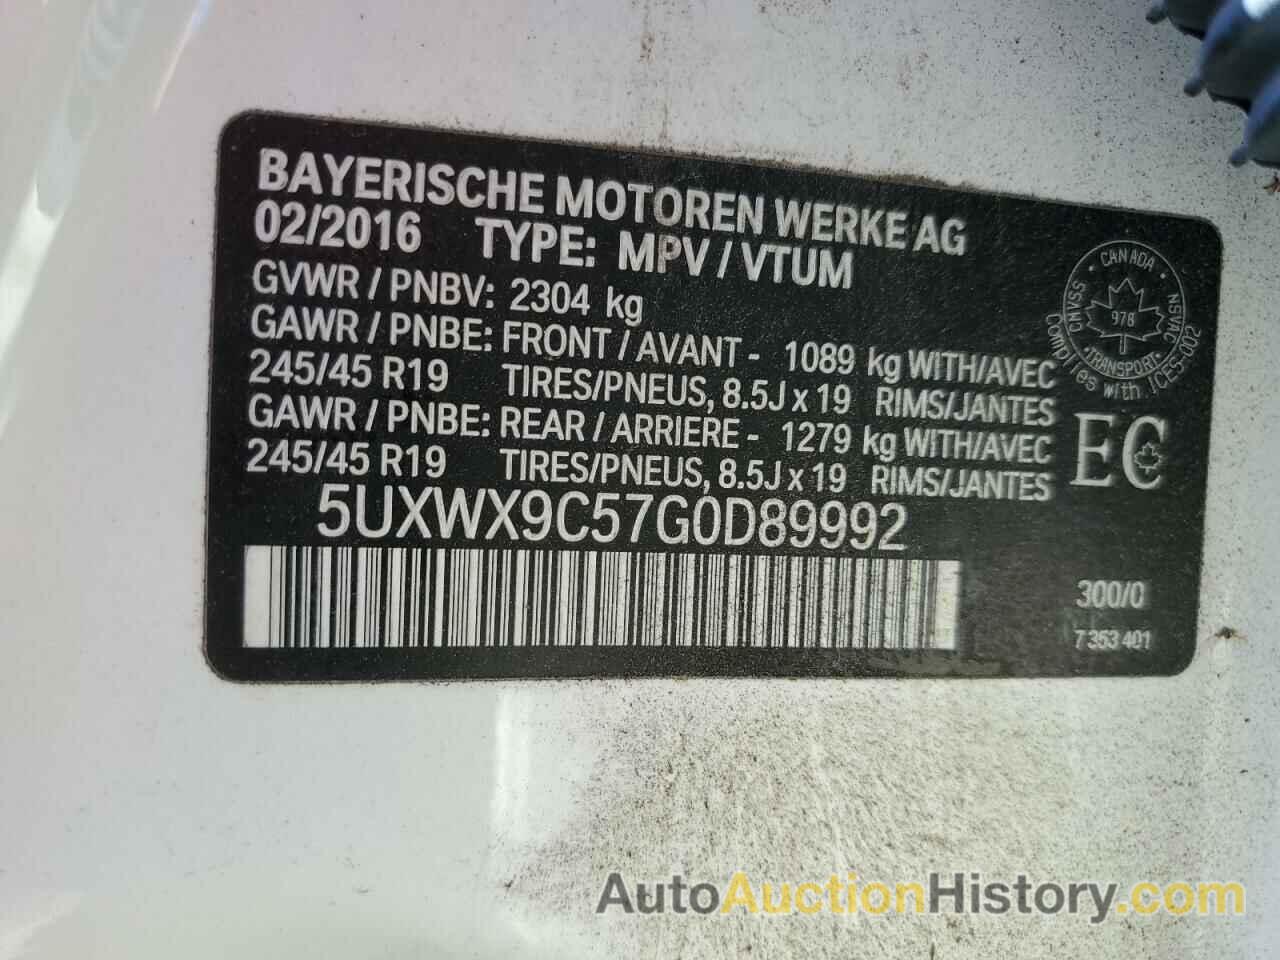 BAYERISCHE MOTOREN WERKE AG
02/2016 TYPE: MPV / VTUM
GVWR / PNBV: 2304 kg
GAWR / PNBE: FRONT / AVANT - 1089 kg WITH/AVEC
245/45 R19 TIRES/PNEUS, 8.5J x 19 RIMS/JANTES
GAWR / PNBE: REAR / ARRIERE - 1279 kg WITH/AVEC
245/45 R19 TIRES/PNEUS, 8.5J x 19 RIMS/JANTES
5UXWX9C57G0D89992
CANADA
CMVSS
NSVAC
978
TRANSPORT
Complies with ICES-002
EC
300/0
7 353 401
AutoAuctionHistory.com